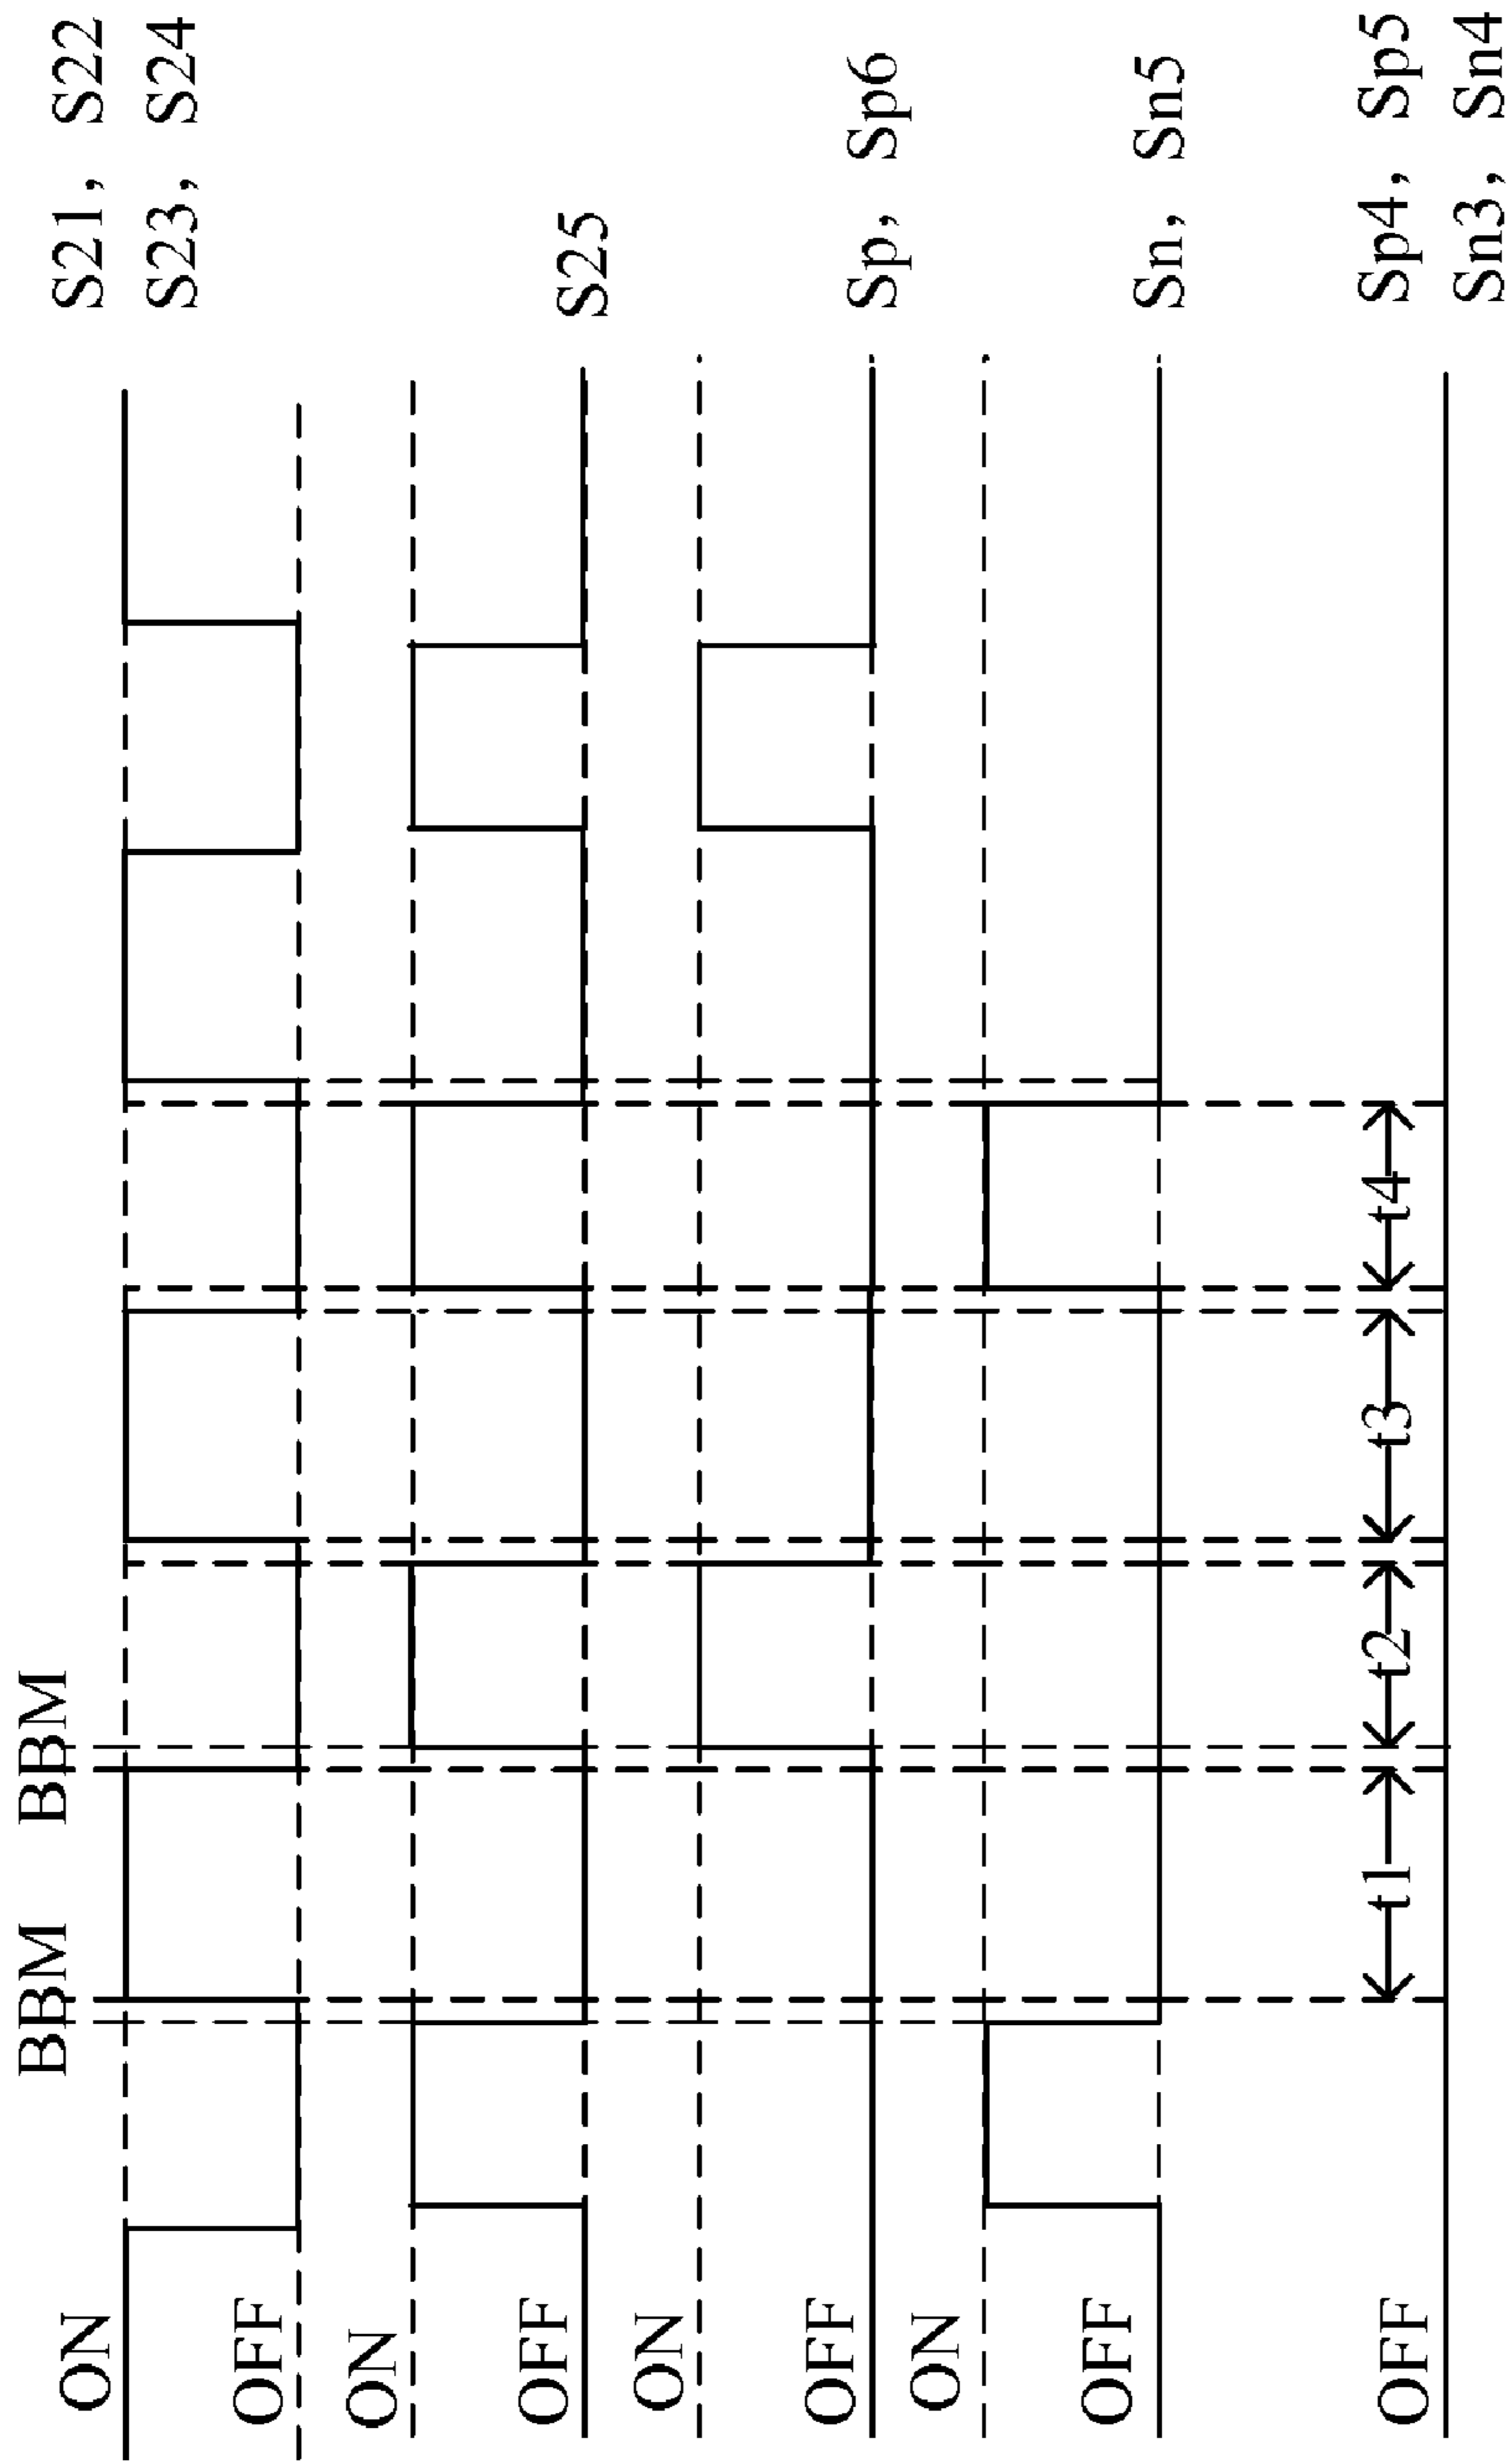 BBM BBM
ON
OFF
S21, S22
S23, S24
ON
OFF
S25
ON
OFF
Sp, Sp6
ON
OFF
Sn, Sn5
t1 t2 t3 t4
OFF
Sp4, Sp5
Sn3, Sn4